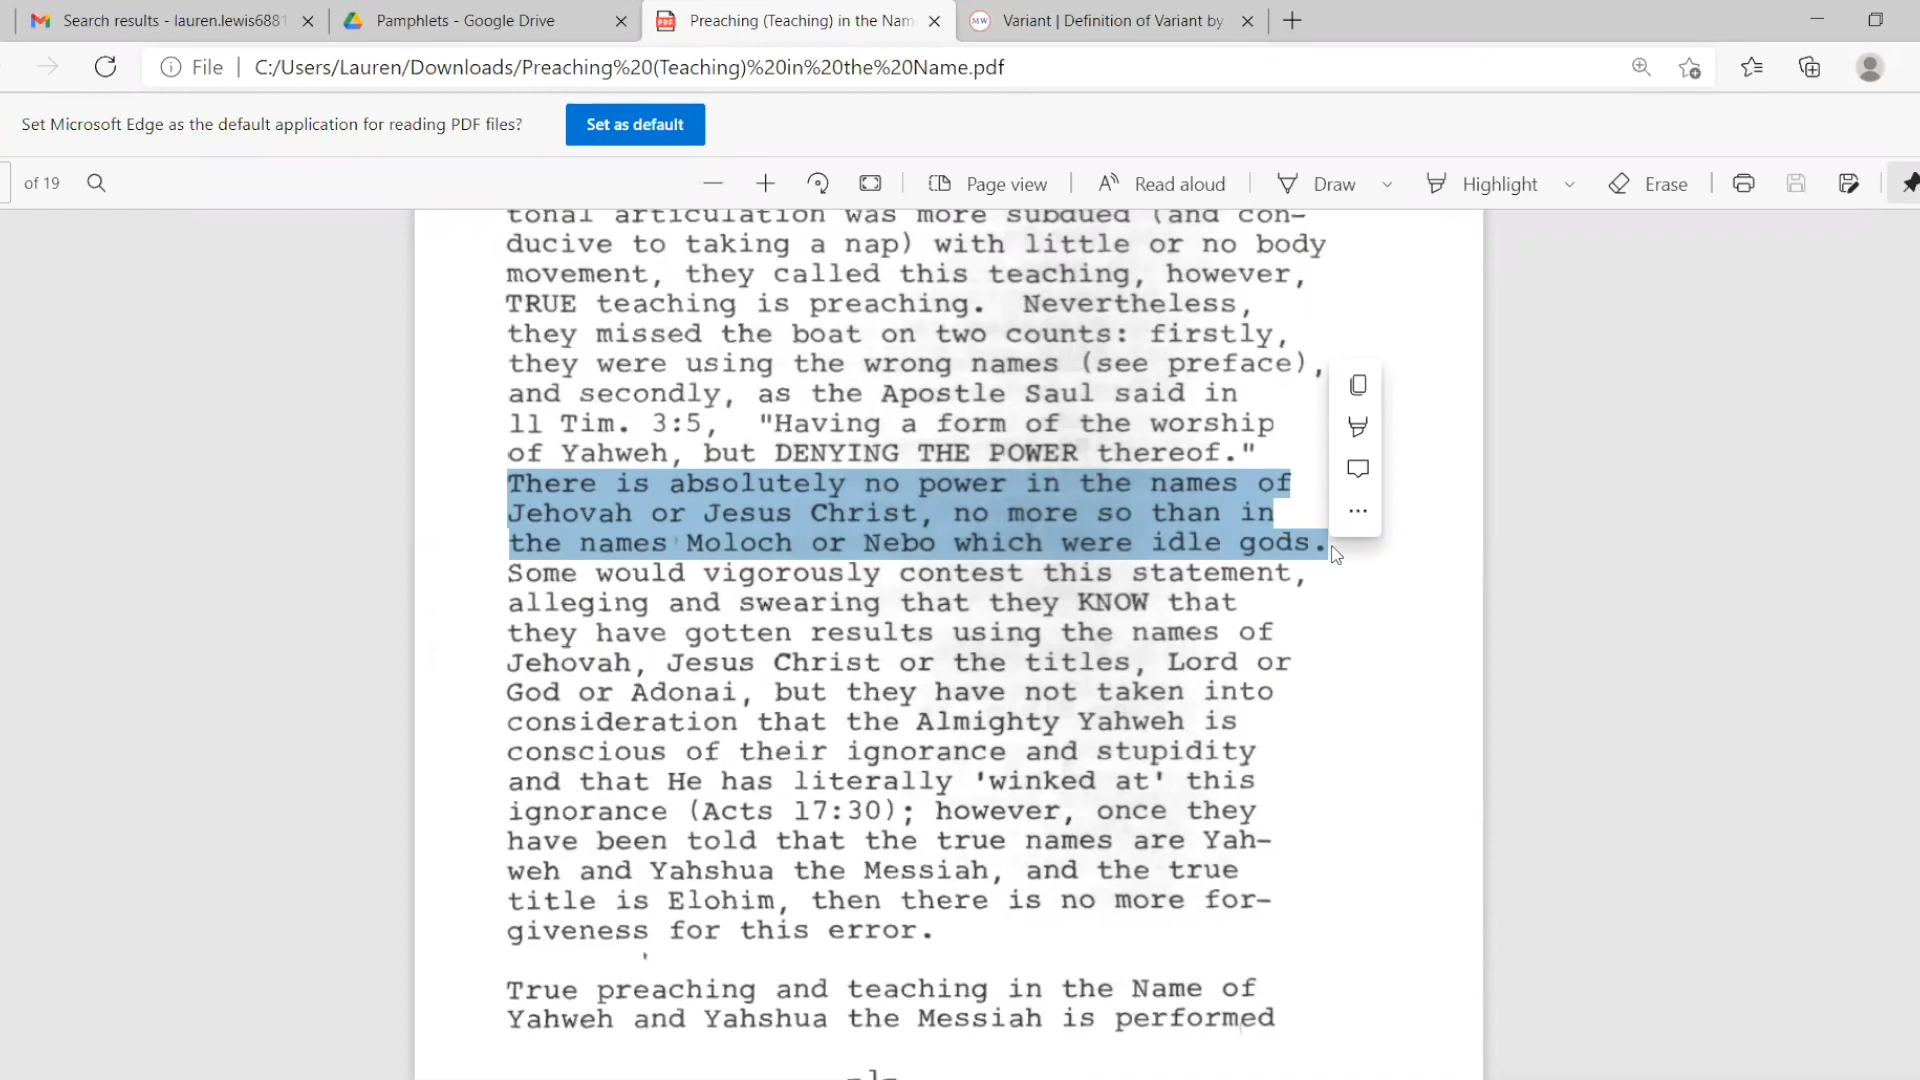 Search results - lauren.lewis6881
Pamphlets - Google Drive
Preaching (Teaching) in the Nam
Variant | Definition of Variant by
File | C:/Users/Lauren/Downloads/Preaching%20(Teaching)%20in%20the%20Name.pdf
Set Microsoft Edge as the default application for reading PDF files?
Set as default
of 19
Page view
Read aloud
Draw
Highlight
Erase
tonal articulation was more subdued (and con-
ducive to taking a nap) with little or no body
movement, they called this teaching, however,
TRUE teaching is preaching. Nevertheless,
they missed the boat on two counts: firstly,
they were using the wrong names (see preface),
and secondly, as the Apostle Saul said in
ll Tim. 3:5, "Having a form of the worship
of Yahweh, but DENYING THE POWER thereof."
There is absolutely no power in the names of
Jehovah or Jesus Christ, no more so than in
the names Moloch or Nebo which were idle gods.
Some would vigorously contest this statement,
alleging and swearing that they KNOW that
they have gotten results using the names of
Jehovah, Jesus Christ or the titles, Lord or
God or Adonai, but they have not taken into
consideration that the Almighty Yahweh is
conscious of their ignorance and stupidity
and that He has literally 'winked at' this
ignorance (Acts 17:30); however, once they
have been told that the true names are Yah-
weh and Yahshua the Messiah, and the true
title is Elohim, then there is no more for-
giveness for this error.
True preaching and teaching in the Name of
Yahweh and Yahshua the Messiah is performed
-1-